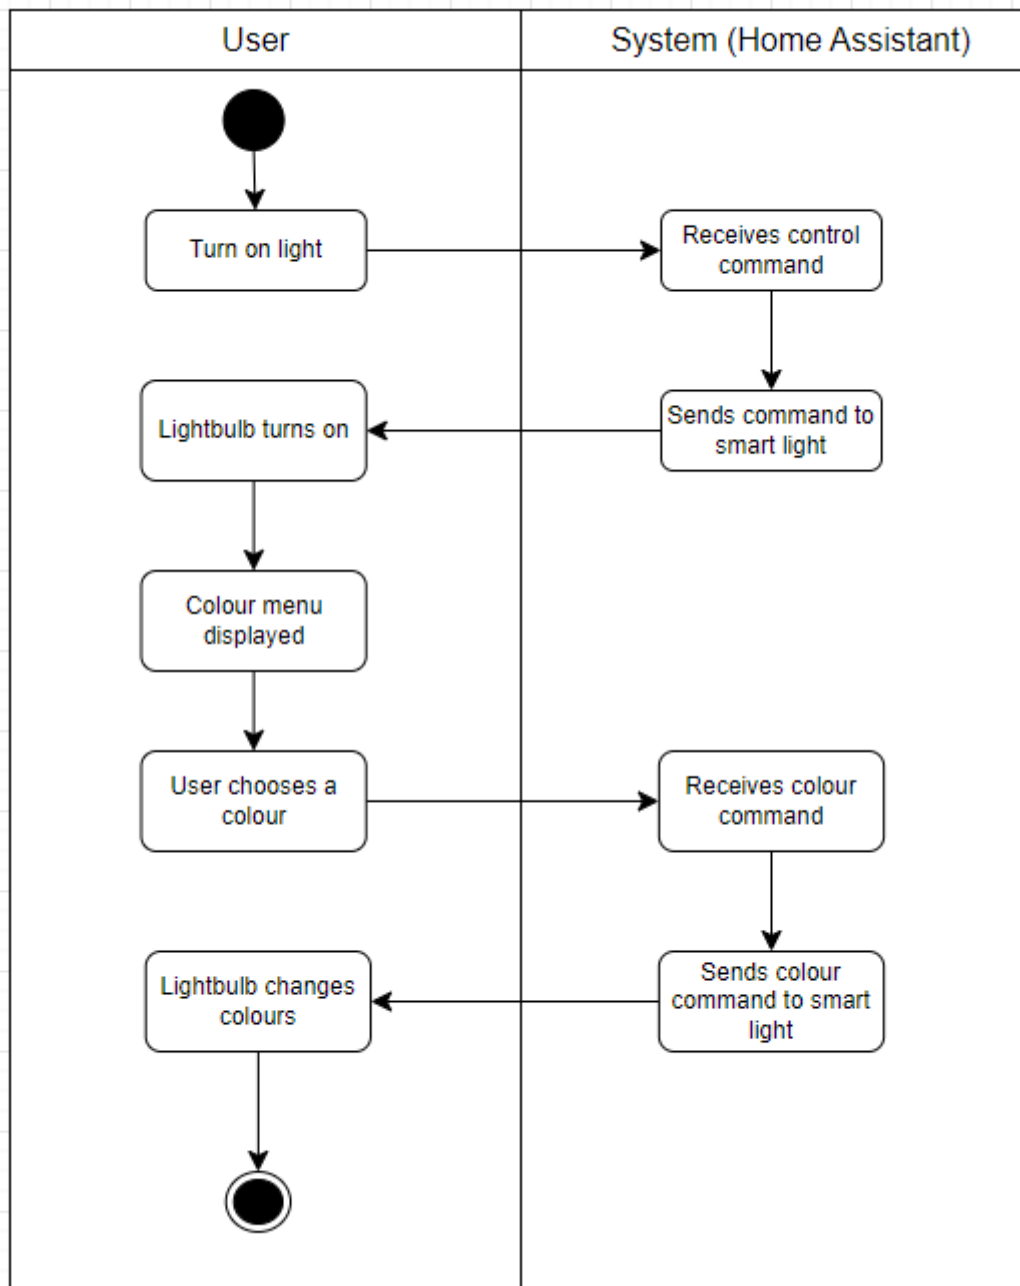 User
System (Home Assistant)
Turn on light
Receives control
command
Lightbulb turns on
Sends command to
smart light
Colour menu
displayed
User chooses a
colour
Receives colour
command
Lightbulb changes
colours
Sends colour
command to smart
light